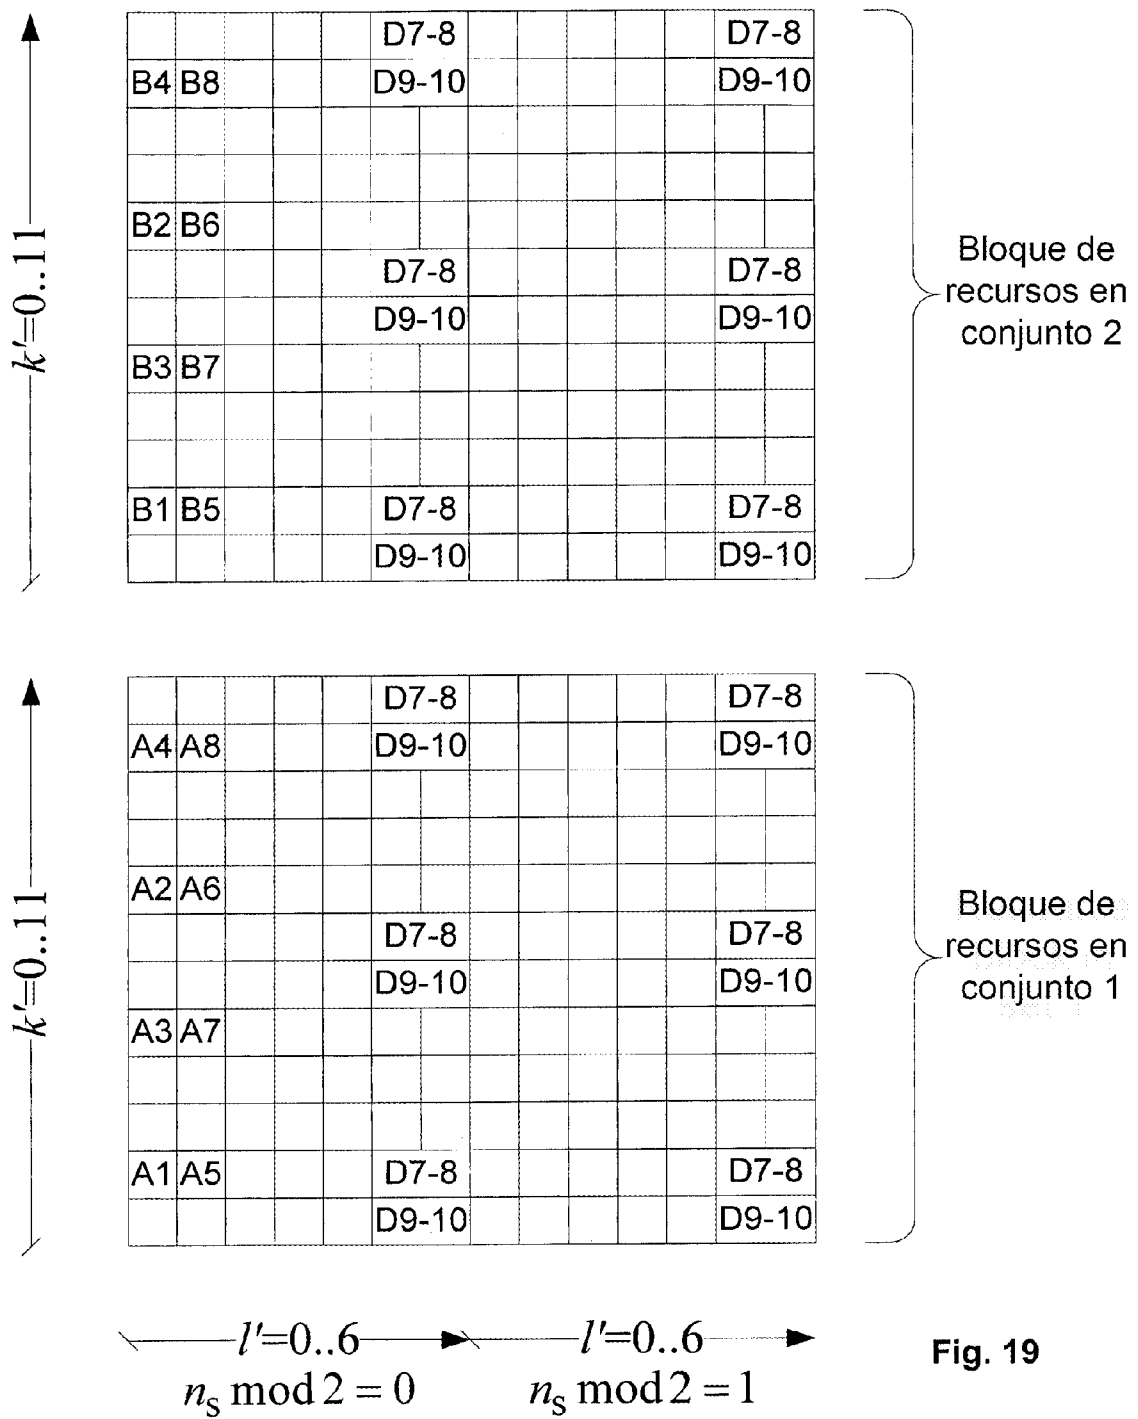 D7-8 D7-8
B4 B8 D9-10 D9-10
B2 B6
D7-8 D7-8
D9-10 D9-10
B3 B7
B1 B5 D7-8 D7-8
D9-10 D9-10
k'=0..11
Bloque de
recursos en
conjunto 2
D7-8 D7-8
A4 A8 D9-10 D9-10
A2 A6
D7-8 D7-8
D9-10 D9-10
A3 A7
A1 A5 D7-8 D7-8
D9-10 D9-10
k'=0..11
Bloque de
recursos en
conjunto 1
l'=0..6 l'=0..6
n_s mod 2 = 0 n_s mod 2 = 1
Fig. 19